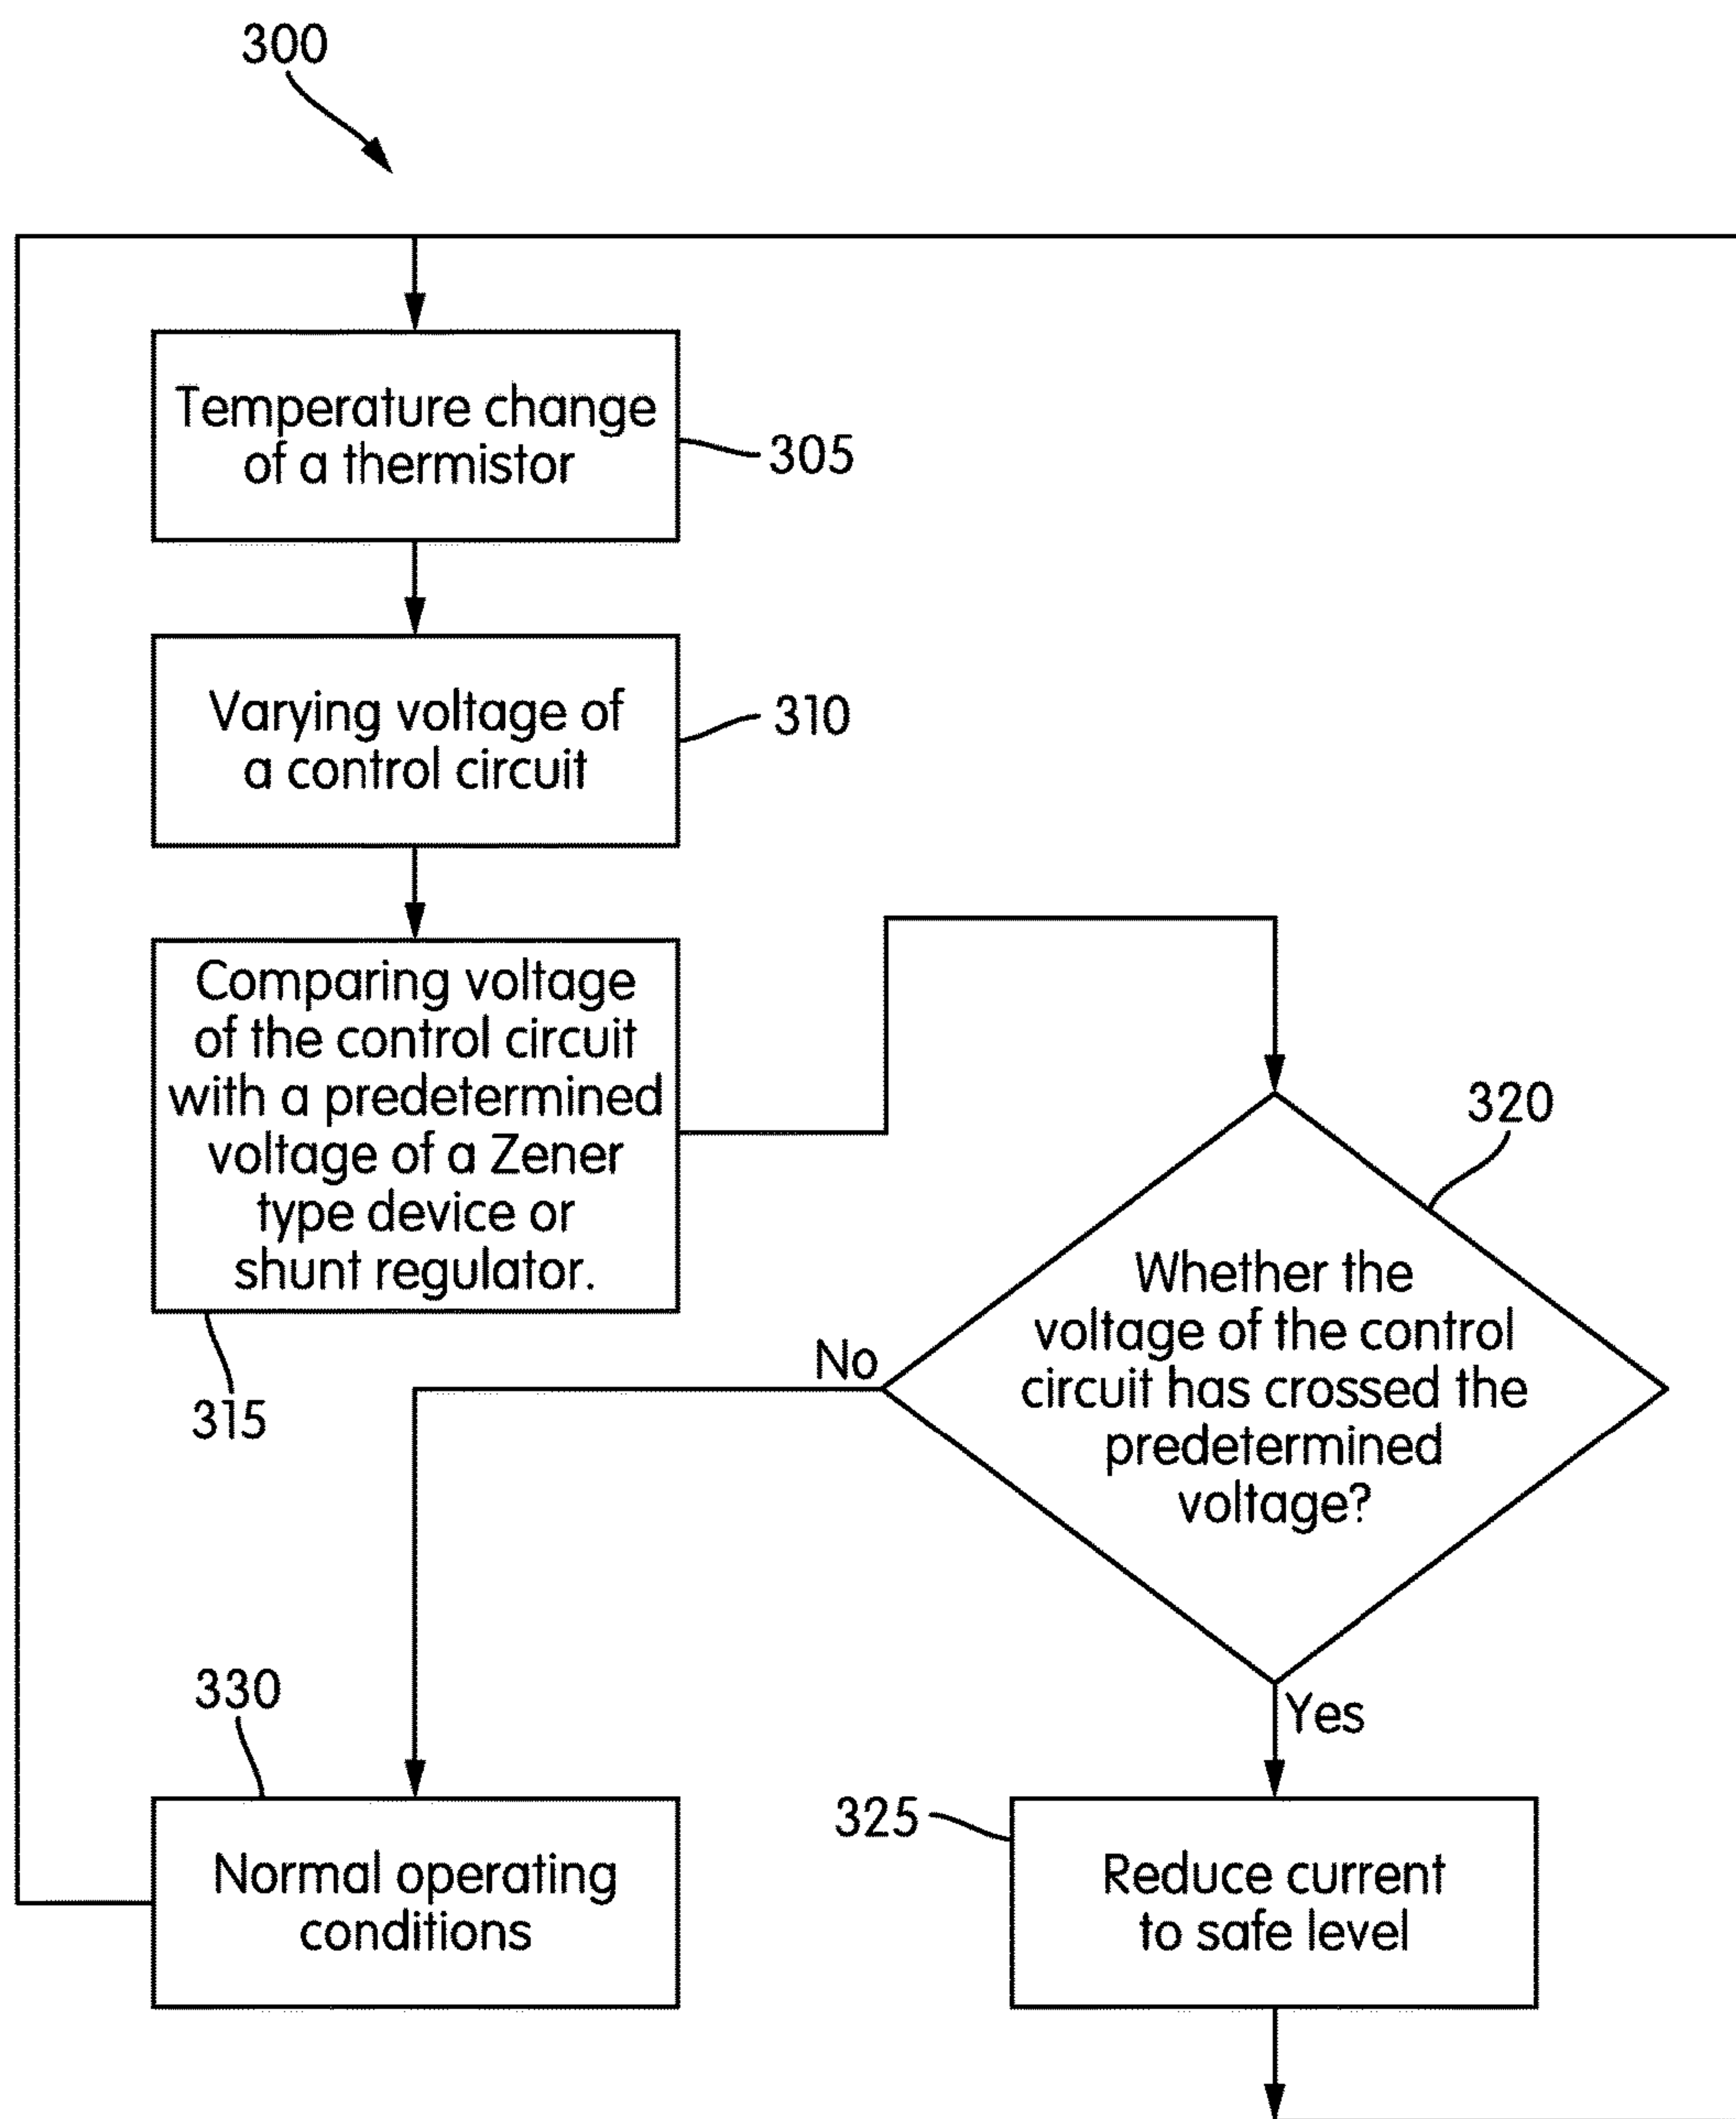 300
Temperature change
of a thermistor
305
Varying voltage of
a control circuit
310
Comparing voltage
of the control circuit
with a predetermined
voltage of a Zener
type device or
shunt regulator.
315
320
Whether the
voltage of the control
circuit has crossed the
predetermined
voltage?
No
Yes
330
Normal operating
conditions
325
Reduce current
to safe level